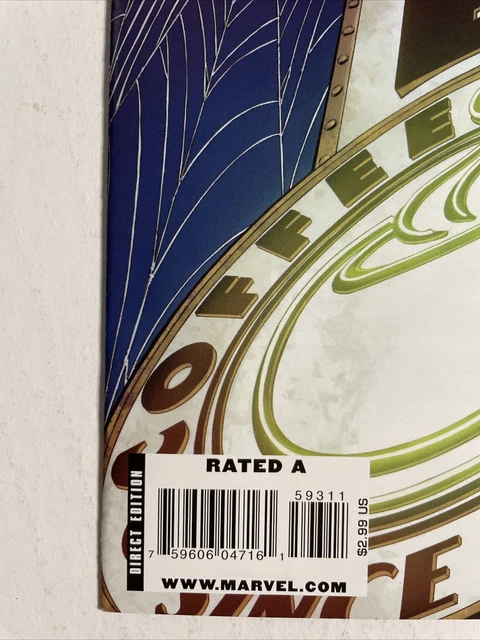 COFFEE
RATED A
DIRECT EDITION
59311
7 59606 04716 1
$2.99 US
WWW.MARVEL.COM
SINCE